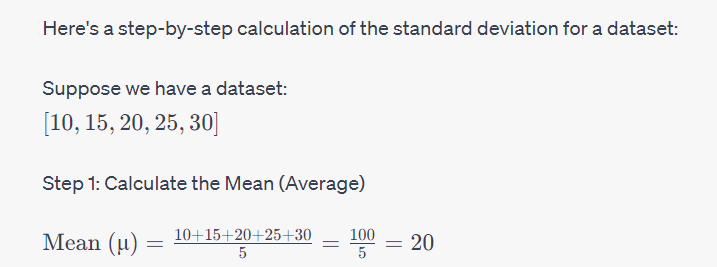 Here's a step-by-step calculation of the standard deviation for a dataset:
Suppose we have a dataset:
[10, 15, 20, 25, 30]
Step 1: Calculate the Mean (Average)
Mean (μ) = \frac{10+15+20+25+30}{5} = \frac{100}{5} = 20